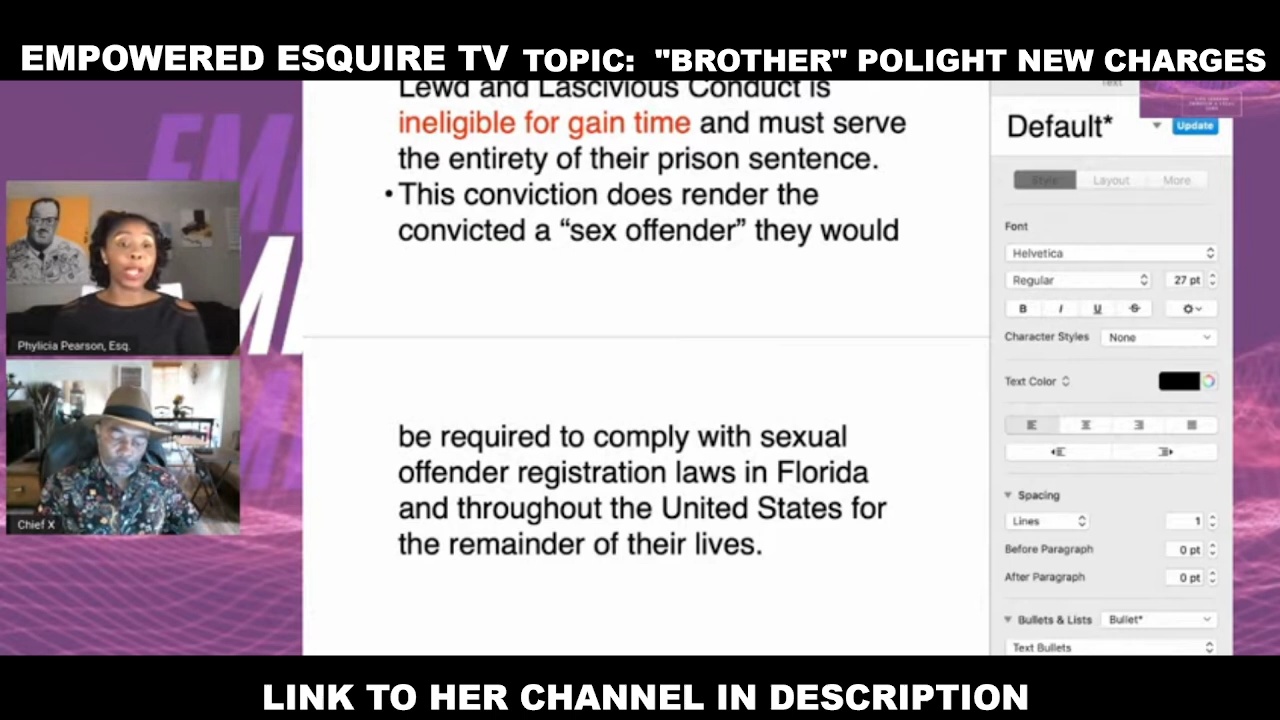 EMPOWERED ESQUIRE TV TOPIC: "BROTHER" POLIGHT NEW CHARGES
Lewd and Lascivious Conduct is
ineligible for gain time and must serve
the entirety of their prison sentence.
• This conviction does render the
convicted a “sex offender” they would
be required to comply with sexual
offender registration laws in Florida
and throughout the United States for
the remainder of their lives.
Phylicia Pearson, Esq.
Chief X
Text
Default*
Update
Style Layout More
Font
Helvetica
Regular 27 pt
B I U S
Character Styles None
Text Color
Spacing
Lines 1
Before Paragraph 0 pt
After Paragraph 0 pt
Bullets & Lists Bullet*
Text Bullets
LINK TO HER CHANNEL IN DESCRIPTION